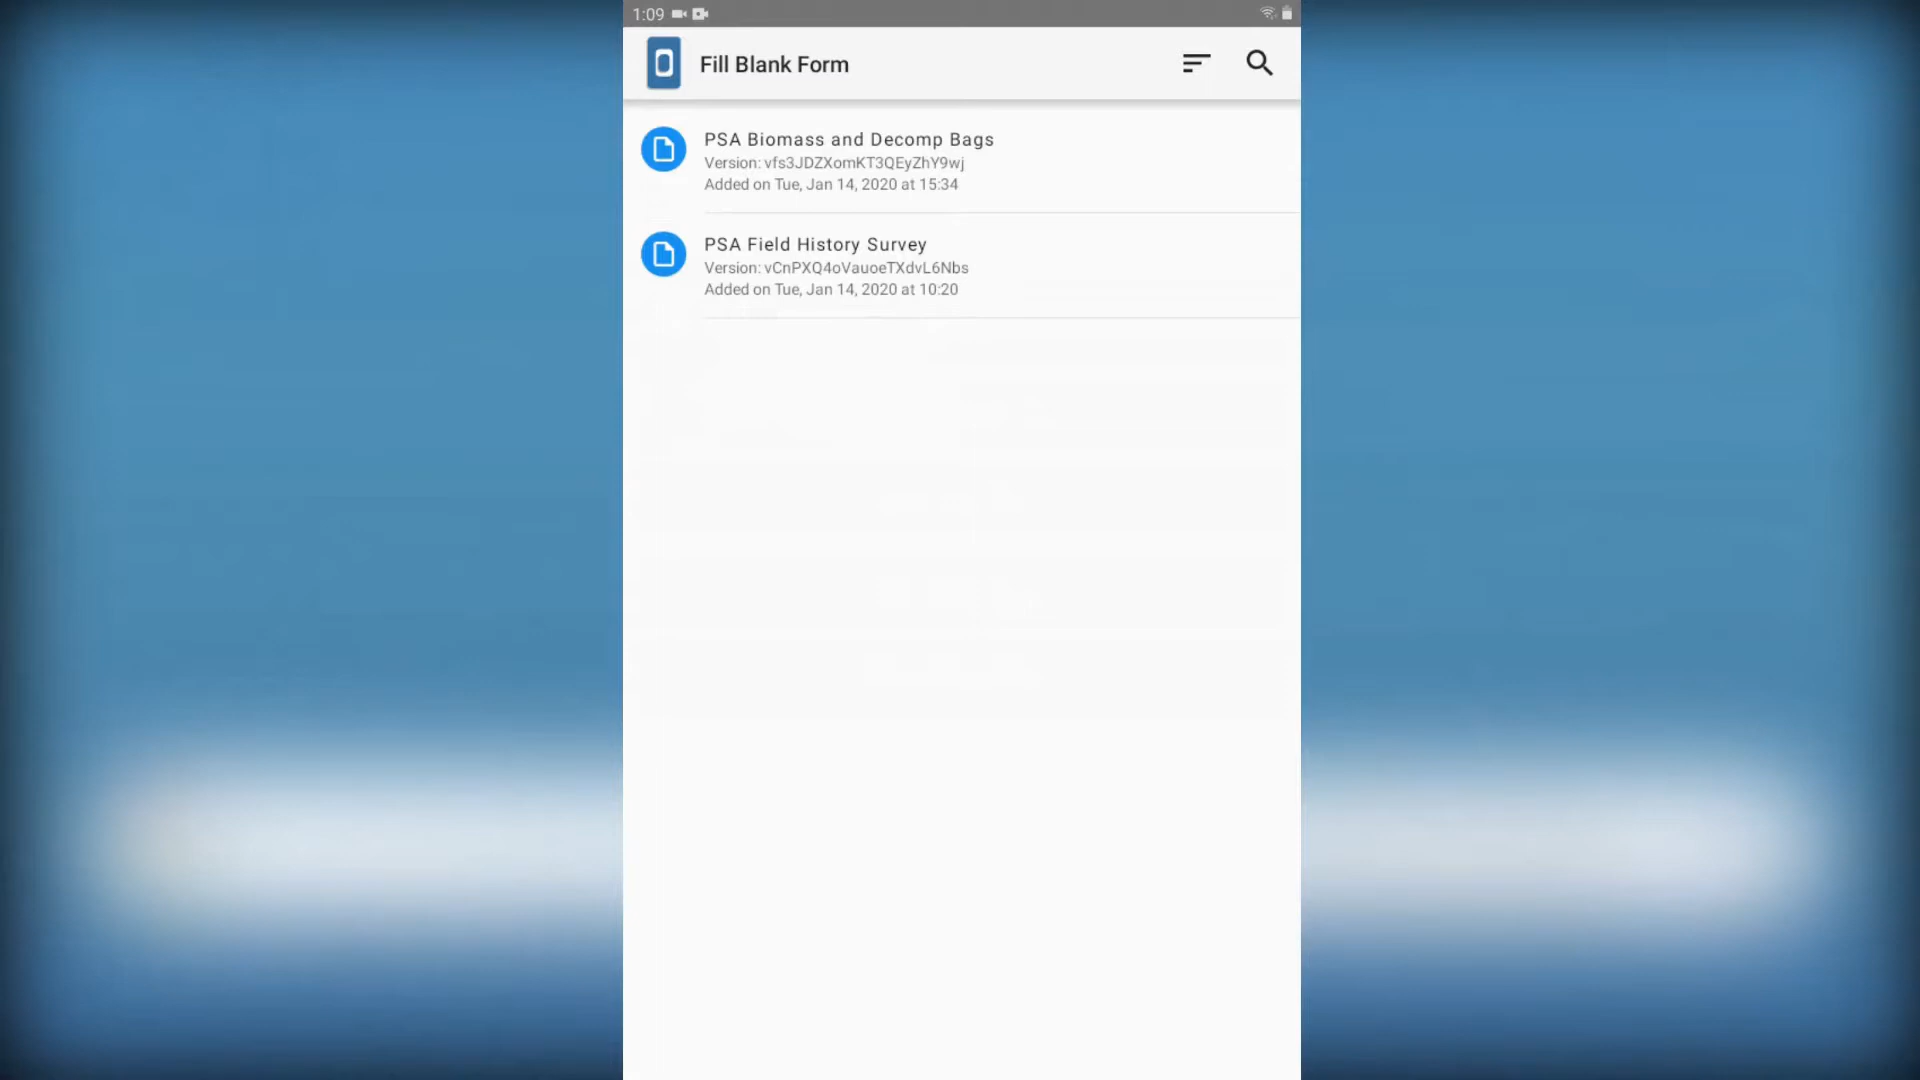 1:09
Fill Blank Form
PSA Biomass and Decomp Bags
Version: vfs3JDZXomKT3QEyZhY9wj
Added on Tue, Jan 14, 2020 at 15:34
PSA Field History Survey
Version: vCnPXQ4oVauoeTXdvL6Nbs
Added on Tue, Jan 14, 2020 at 10:20